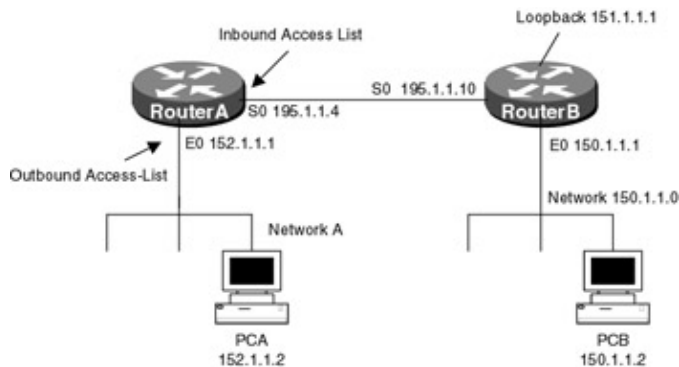 Loopback 151.1.1.1
Inbound Access List
S0 195.1.1.10
RouterA
RouterB
S0 195.1.1.4
E0 152.1.1.1
E0 150.1.1.1
Outbound Access-List
Network 150.1.1.0
Network A
PCA
152.1.1.2
PCB
150.1.1.2